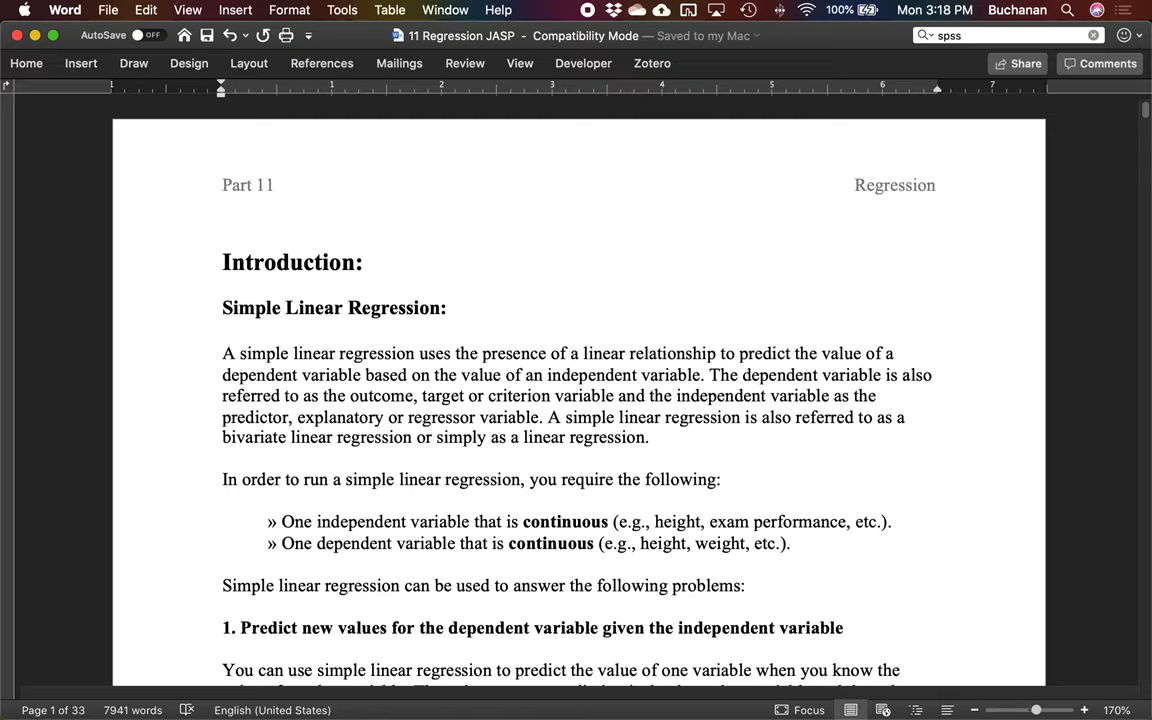 Word File Edit View Insert Format Tools Table Window Help 100% Mon 3:18 PM Buchanan
AutoSave OFF 11 Regression JASP - Compatibility Mode — Saved to my Mac spss
Home Insert Draw Design Layout References Mailings Review View Developer Zotero Share Comments
1 1 2 3 4 5 6 7
Part 11 Regression
Introduction:
Simple Linear Regression:
A simple linear regression uses the presence of a linear relationship to predict the value of a
dependent variable based on the value of an independent variable. The dependent variable is also
referred to as the outcome, target or criterion variable and the independent variable as the
predictor, explanatory or regressor variable. A simple linear regression is also referred to as a
bivariate linear regression or simply as a linear regression.
In order to run a simple linear regression, you require the following:
» One independent variable that is continuous (e.g., height, exam performance, etc.).
» One dependent variable that is continuous (e.g., height, weight, etc.).
Simple linear regression can be used to answer the following problems:
1. Predict new values for the dependent variable given the independent variable
You can use simple linear regression to predict the value of one variable when you know the
Page 1 of 33 7941 words English (United States) Focus 170%